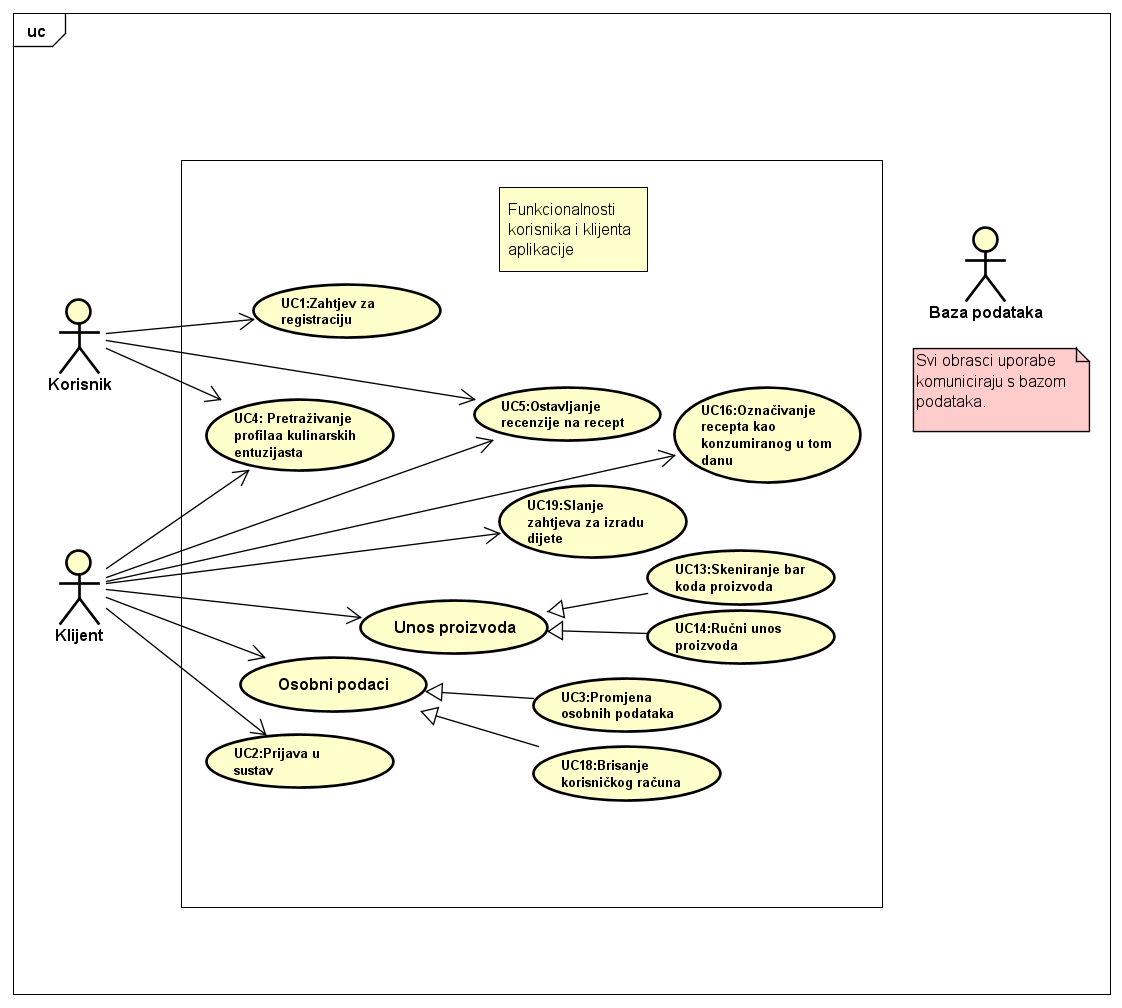 uc
Funkcionalnosti
korisnika i klijenta
aplikacije
Baza podataka
Svi obrasci uporabe
komuniciraju s bazom
podataka.
Korisnik
UC1:Zahtjev za
registraciju
UC4: Pretraživanje
profilaa kulinarskih
entuzijasta
UC5:Ostavljanje
recenzije na recept
UC16:Označivanje
recepta kao
konzumiranog u tom
danu
UC19:Slanje
zahtjeva za izradu
dijete
Klijent
UC13:Skeniranje bar
koda proizvoda
Unos proizvoda
UC14:Ručni unos
proizvoda
Osobni podaci
UC3:Promjena
osobnih podataka
UC2:Prijava u
sustav
UC18:Brisanje
korisničkog računa